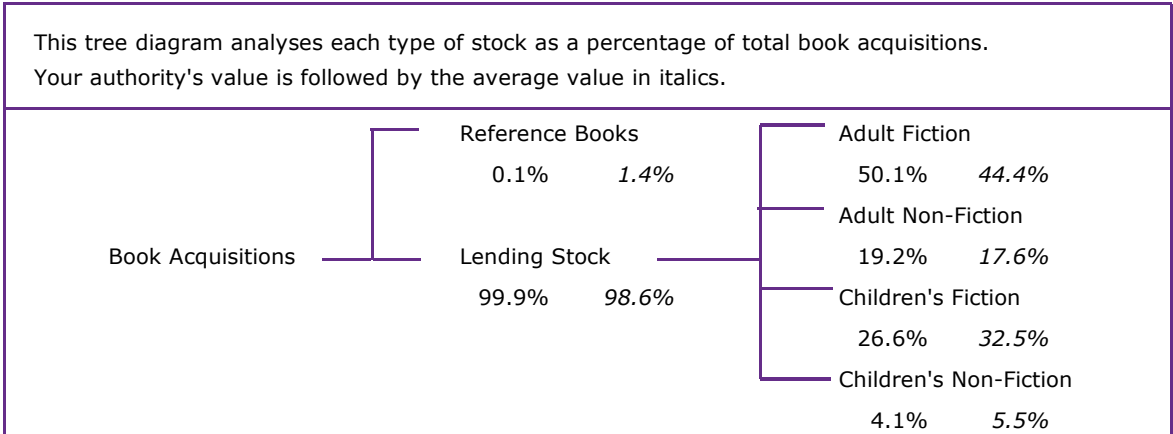 This tree diagram analyses each type of stock as a percentage of total book acquisitions.
Your authority's value is followed by the average value in italics.
Reference Books
0.1% 1.4%
Book Acquisitions
Lending Stock
99.9% 98.6%
Adult Fiction
50.1% 44.4%
Adult Non-Fiction
19.2% 17.6%
Children's Fiction
26.6% 32.5%
Children's Non-Fiction
4.1% 5.5%